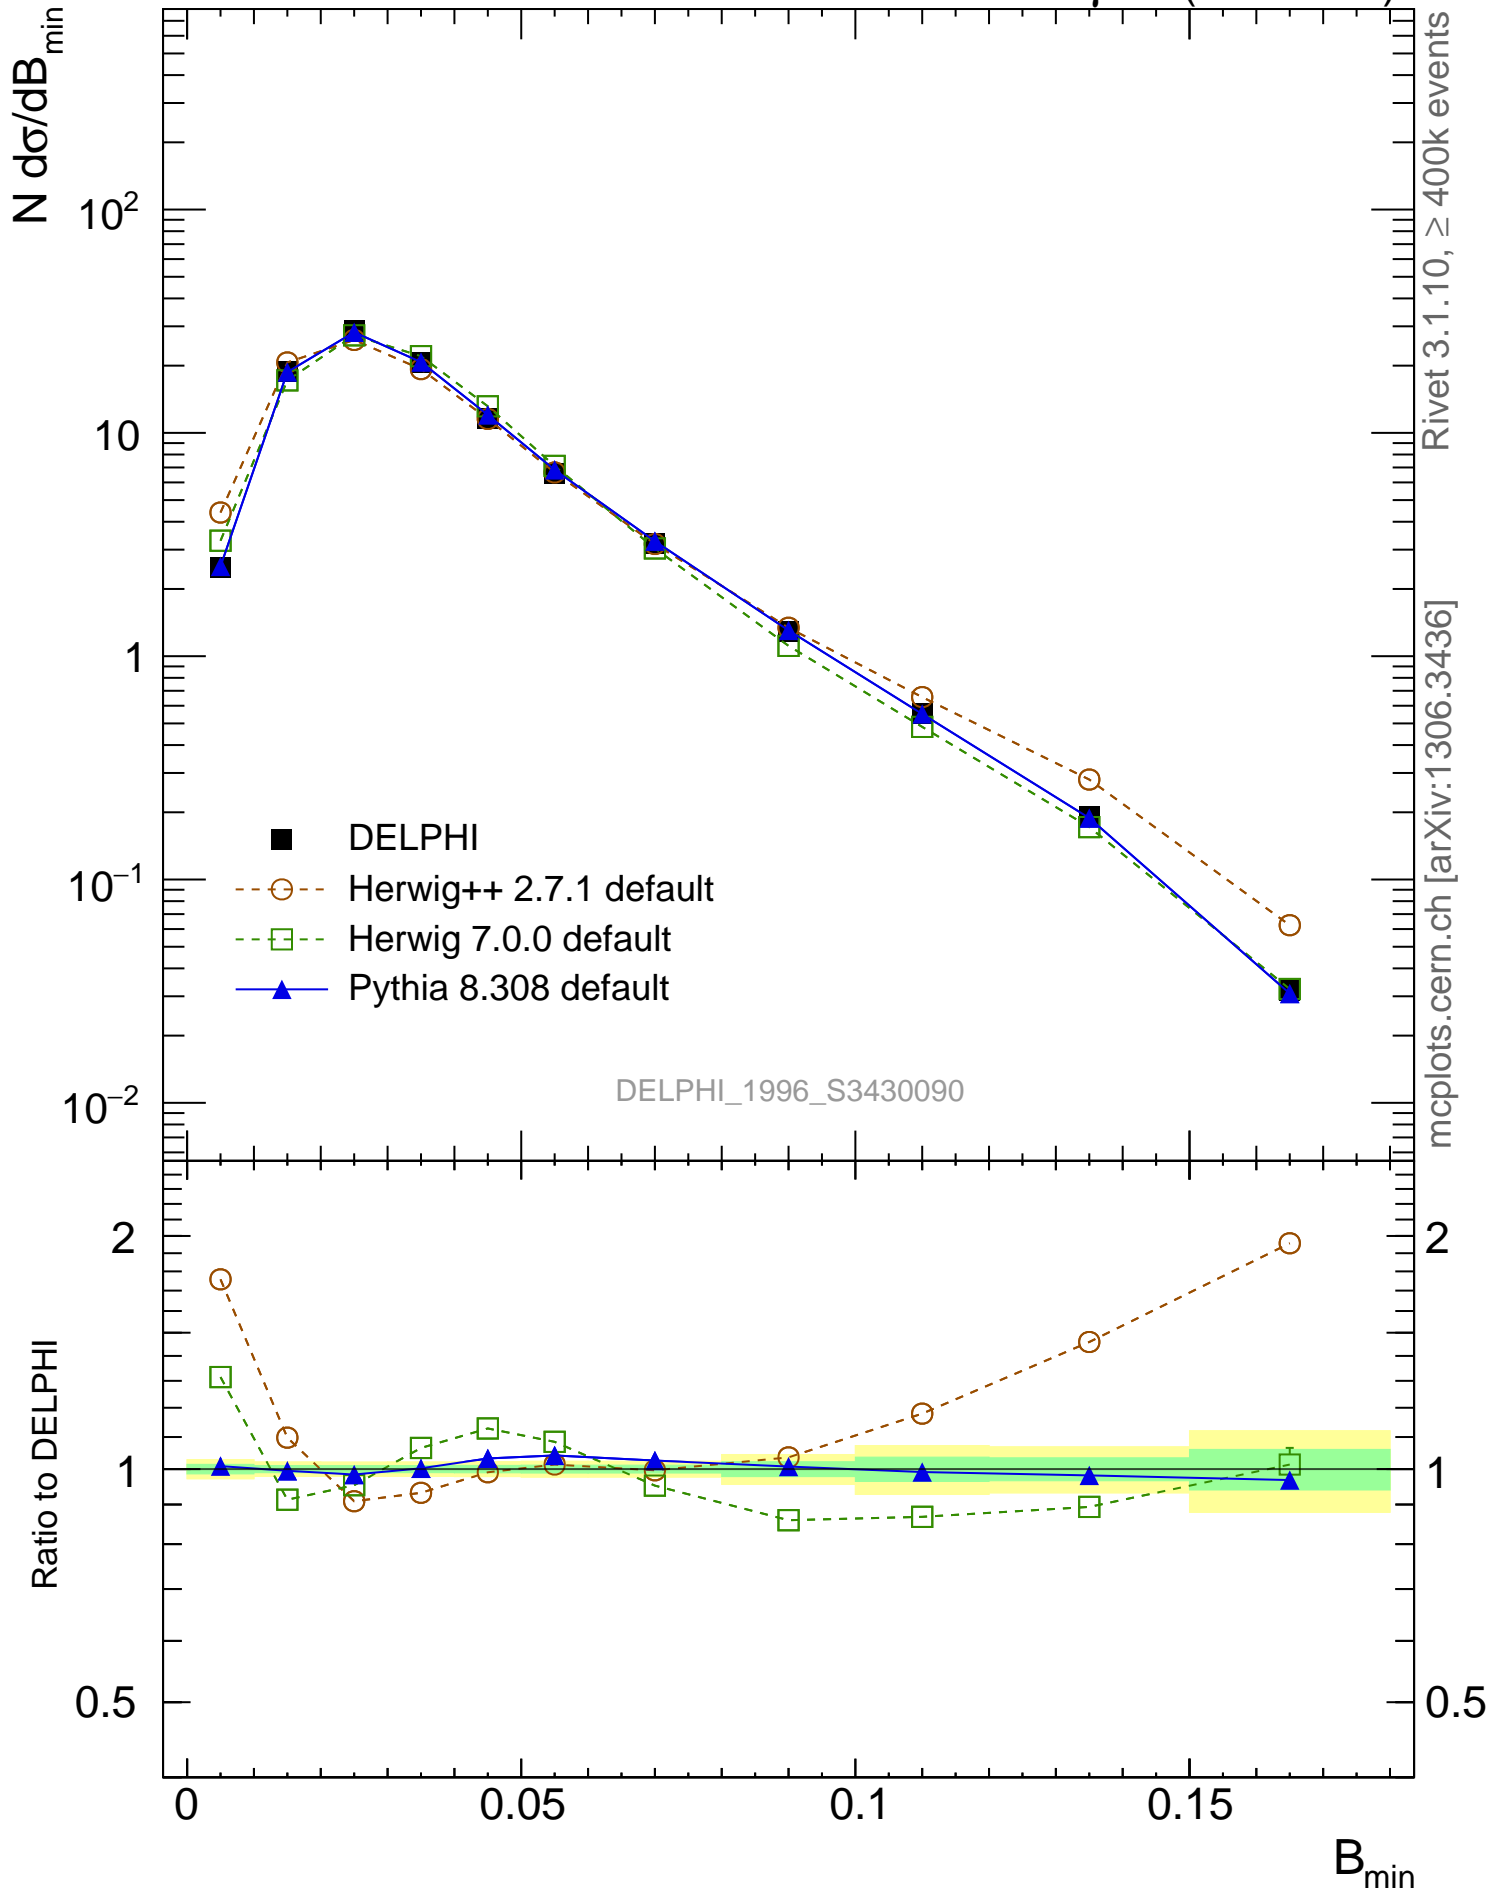 N dσ/dB_min
10²
10
1
10⁻¹
10⁻²
DELPHI
Herwig++ 2.7.1 default
Herwig 7.0.0 default
Pythia 8.308 default
DELPHI_1996_S3430090
Rivet 3.1.10, ≥ 400k events
mcplots.cern.ch [arXiv:1306.3436]
Ratio to DELPHI
2
1
0.5
2
1
0.5
0 0.05 0.1 0.15
B_min